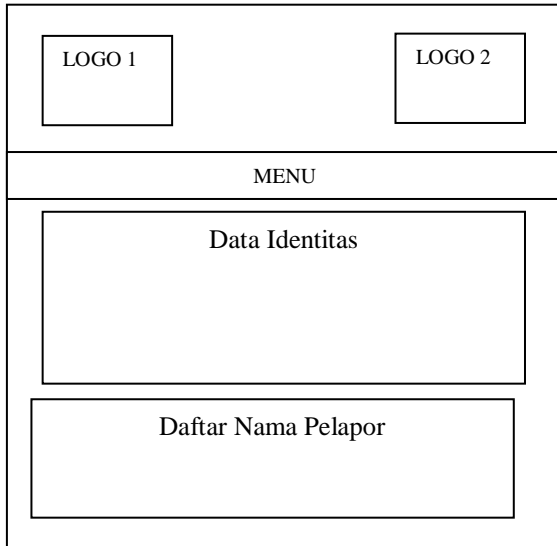 LOGO 1
LOGO 2
MENU
Data Identitas
Daftar Nama Pelapor